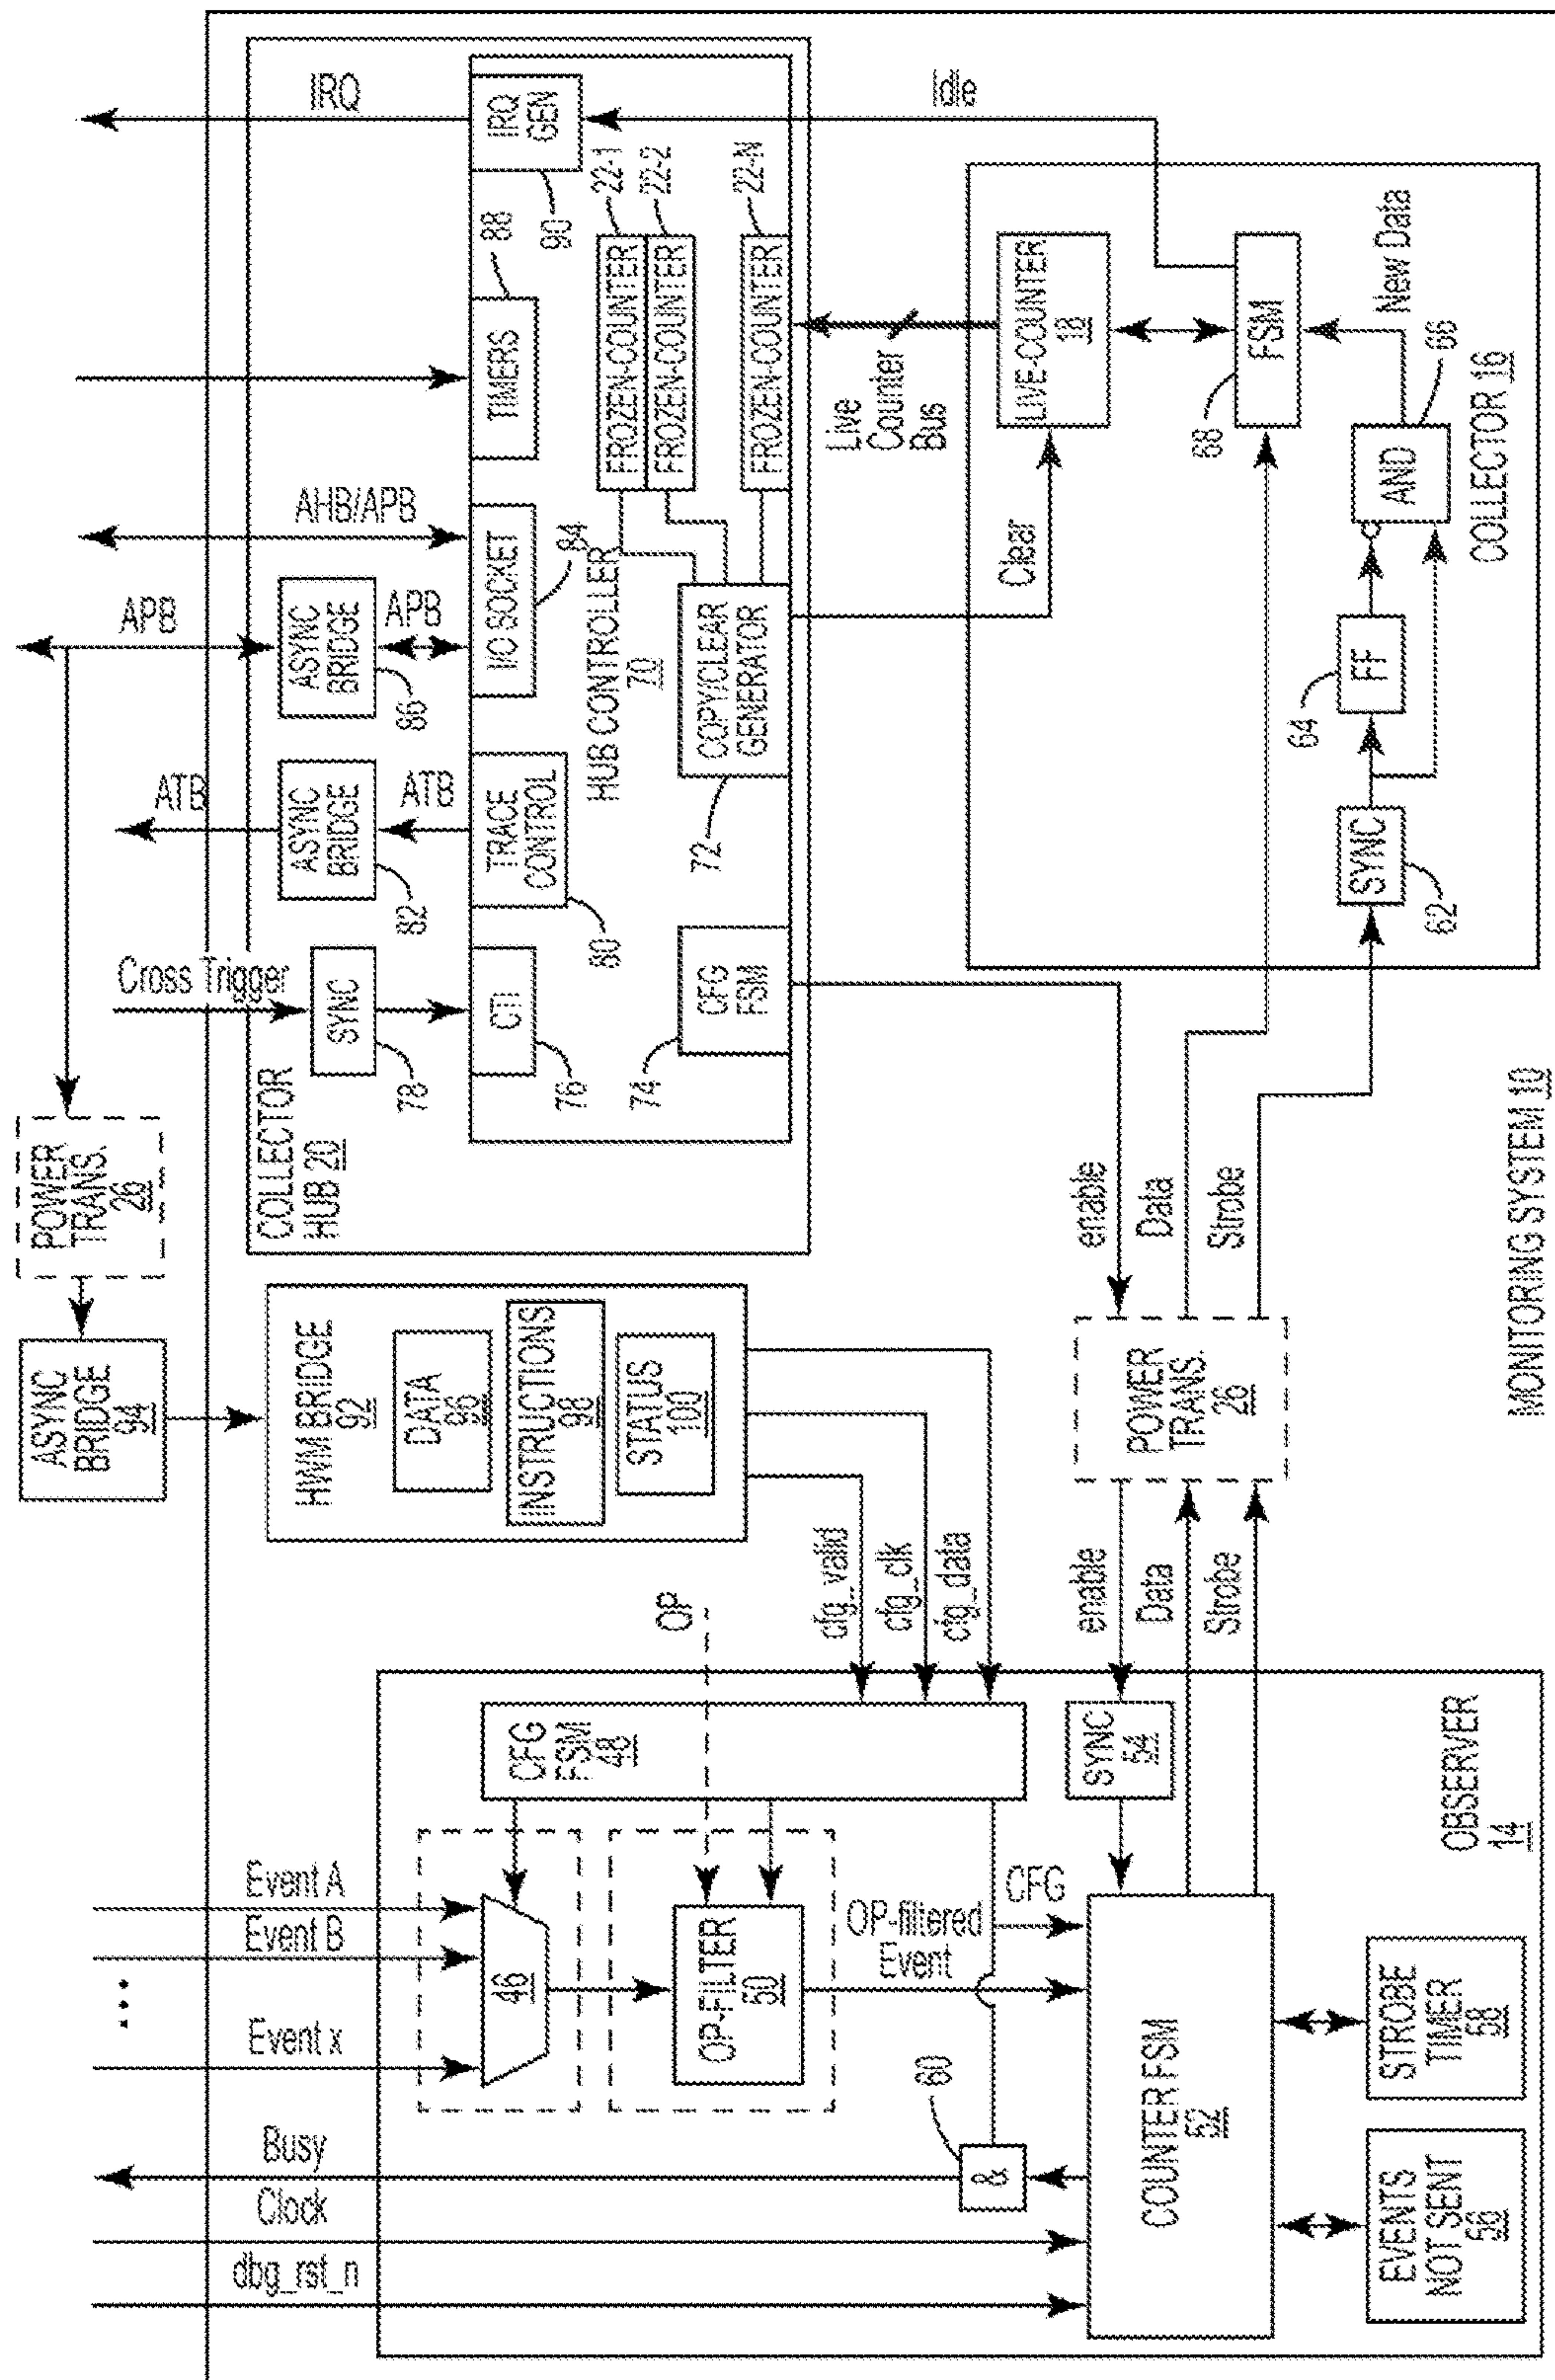 dbg_rst_n
Clock
Busy
Event x
...
Event B
Event A
46
CFG
FSM
48
OP
OP-FILTER
50
OP-filtered
Event
CFG
60
&
COUNTER FSM
52
EVENTS
NOT SENT
56
STROBE
TIMER
58
SYNC
54
OBSERVER
14
enable
Data
Strobe
cfg_valid
cfg_clk
cfg_data
ASYNC
BRIDGE
94
POWER
TRANS.
26
HWM BRIDGE
92
DATA
96
INSTRUCTIONS
98
STATUS
100
POWER
TRANS.
26
enable
Data
Strobe
MONITORING SYSTEM 10
COLLECTOR
HUB 20
Cross Trigger
SYNC
78
CTI
76
CFG
FSM
74
ATB
ASYNC
BRIDGE
82
ATB
TRACE
CONTROL
80
APB
ASYNC
BRIDGE
86
APB
AHB/APB
I/O SOCKET
84
HUB CONTROLLER
70
COPY/CLEAR
GENERATOR
72
TIMERS
88
IRQ
IRQ
GEN
90
FROZEN-COUNTER
22-1
FROZEN-COUNTER
22-2
FROZEN-COUNTER
22-N
Idle
Live
Counter
Bus
Clear
LIVE-COUNTER
18
FSM
68
New Data
AND
66
FF
64
SYNC
62
COLLECTOR 16